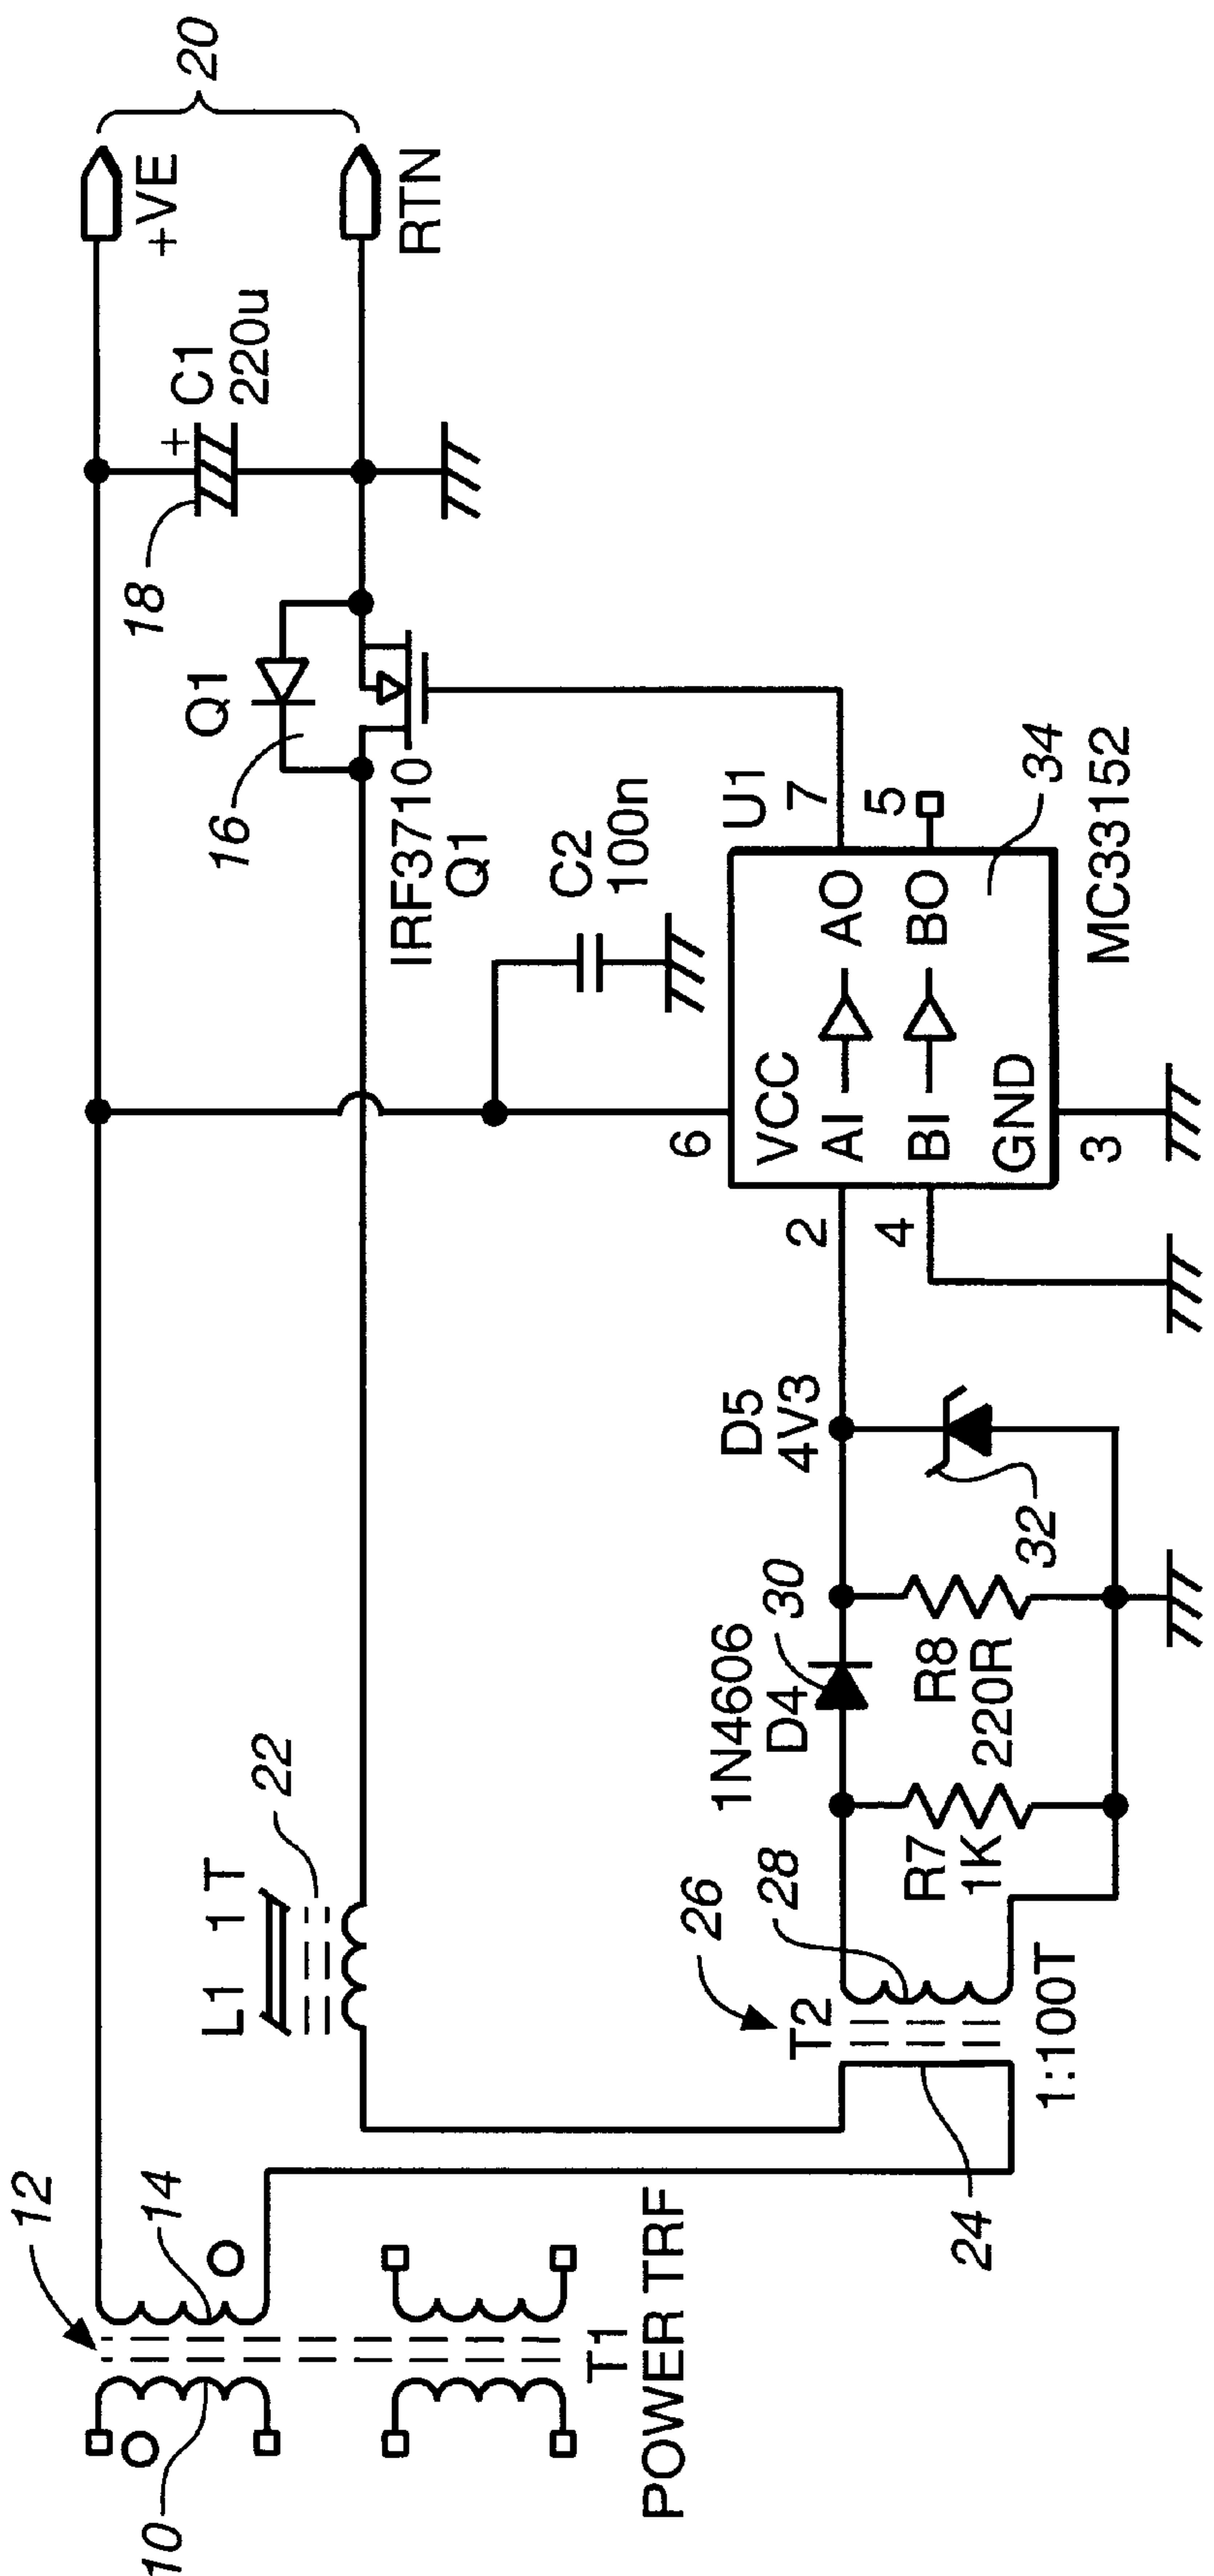 12
10
14
T1
POWER TRF
24
L1 1T
22
26
T2
28
1:100T
R7
1K
1N4606
D4
30
R8
220R
D5
4V3
32
2
4
6
VCC
AI AO
BI BO
GND
3
U1
7
5
34
MC33152
C2
100n
16
Q1
IRF3710
Q1
18
+
C1
220u
+VE
RTN
20